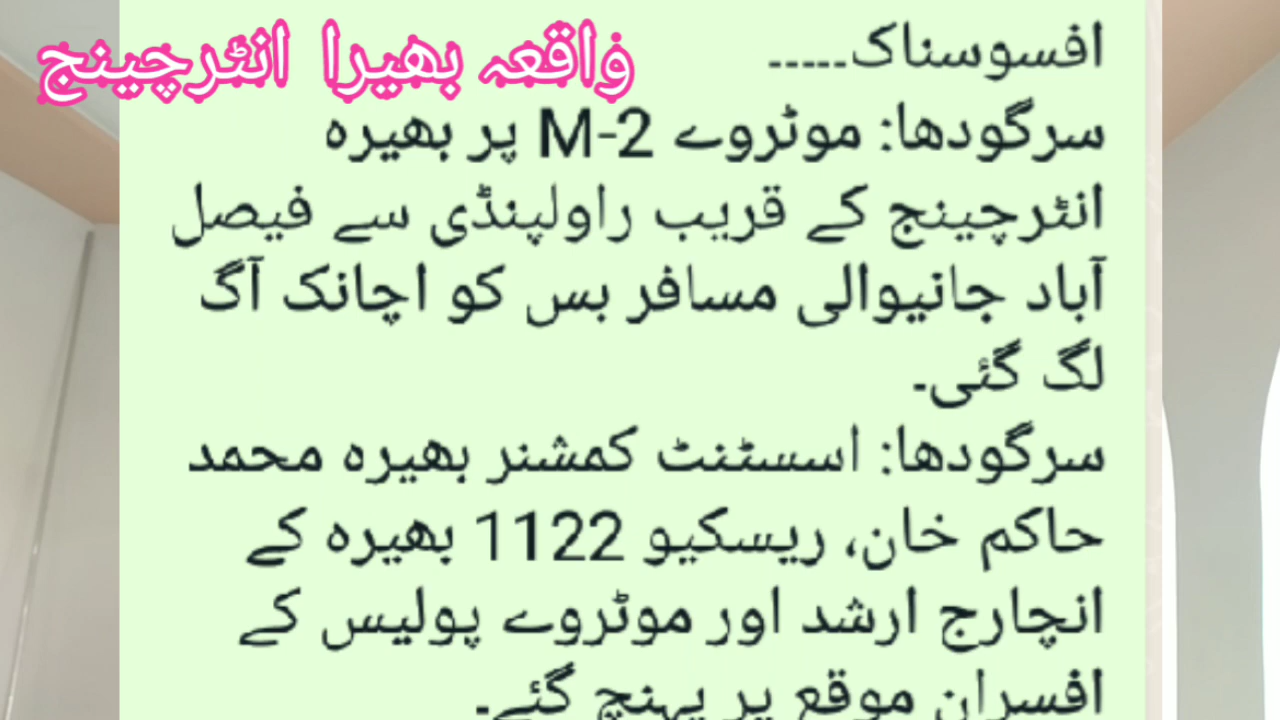 واقعہ بھیرا انٹرچینج
افسوسناک-----
سرگودھا: موٹروے M-2 پر بھیرہ
انٹرچینج کے قریب راولپنڈی سے فیصل
آباد جانیوالی مسافر بس کو اچانک آگ
لگ گئی۔
سرگودھا: اسسٹنٹ کمشنر بھیرہ محمد
حاکم خان، ریسکیو 1122 بھیرہ کے
انچارج ارشد اور موٹروے پولیس کے
افسران موقع پر پہنچ گئے۔